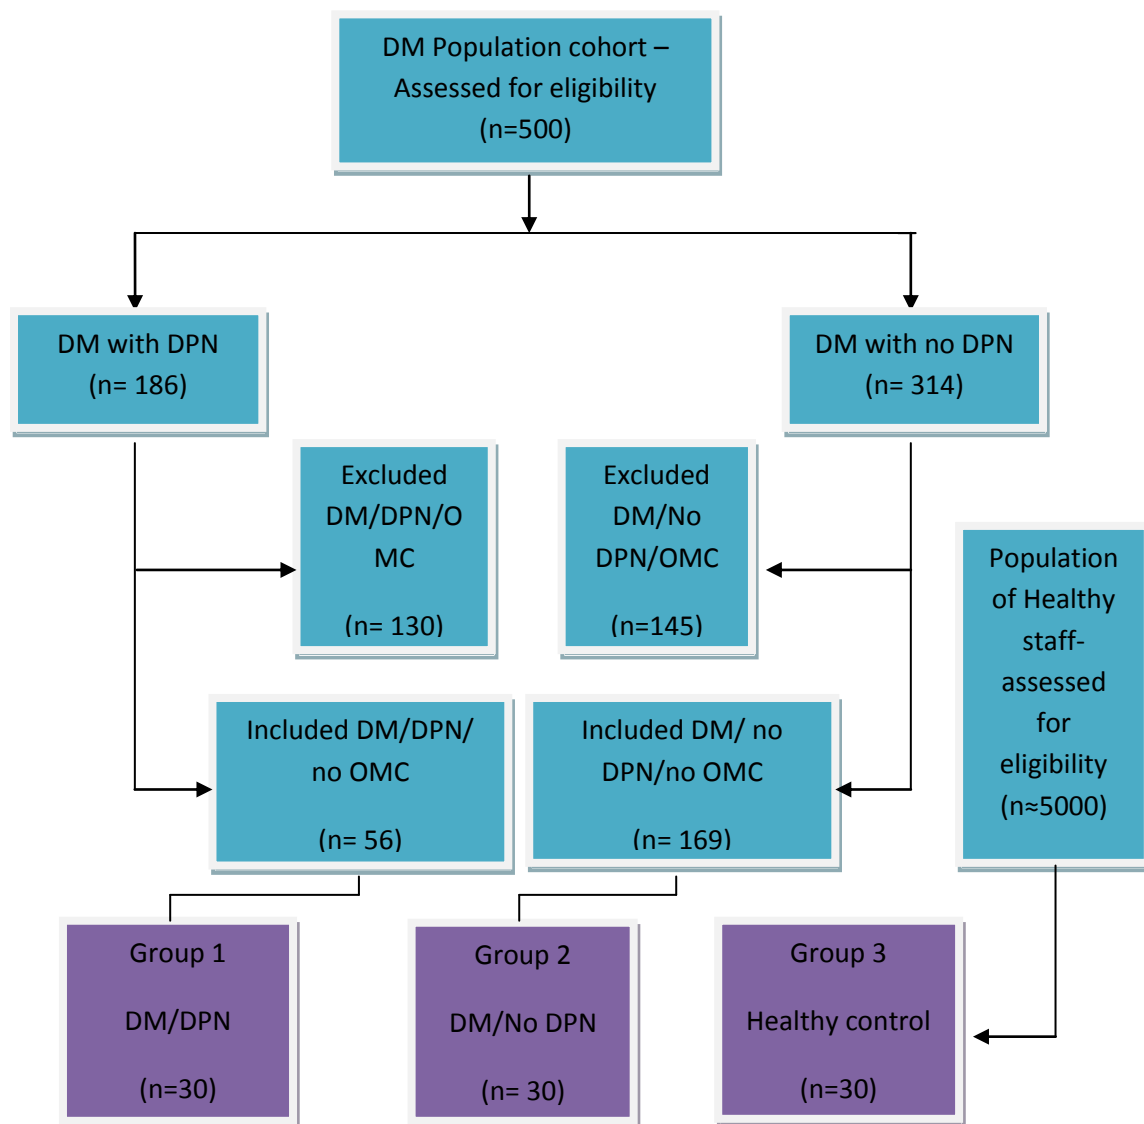 DM Population cohort –
Assessed for eligibility
(n=500)
DM with DPN
(n= 186)
DM with no DPN
(n= 314)
Excluded
DM/DPN/O
MC
(n= 130)
Excluded
DM/No
DPN/OMC
(n=145)
Population
of Healthy
staff-
assessed
for
eligibility
(n≈5000)
Included DM/DPN/
no OMC
(n= 56)
Included DM/ no
DPN/no OMC
(n= 169)
Group 1
DM/DPN
(n=30)
Group 2
DM/No DPN
(n= 30)
Group 3
Healthy control
(n=30)